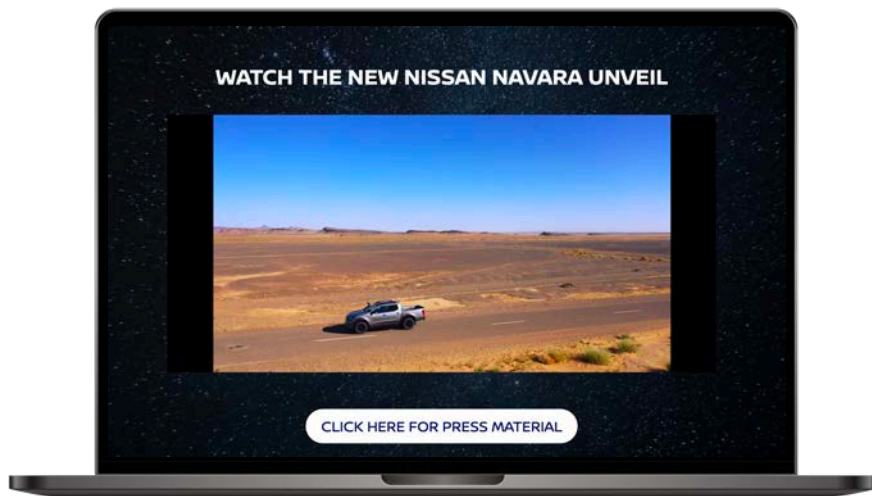 WATCH THE NEW NISSAN NAVARA UNVEIL
CLICK HERE FOR PRESS MATERIAL